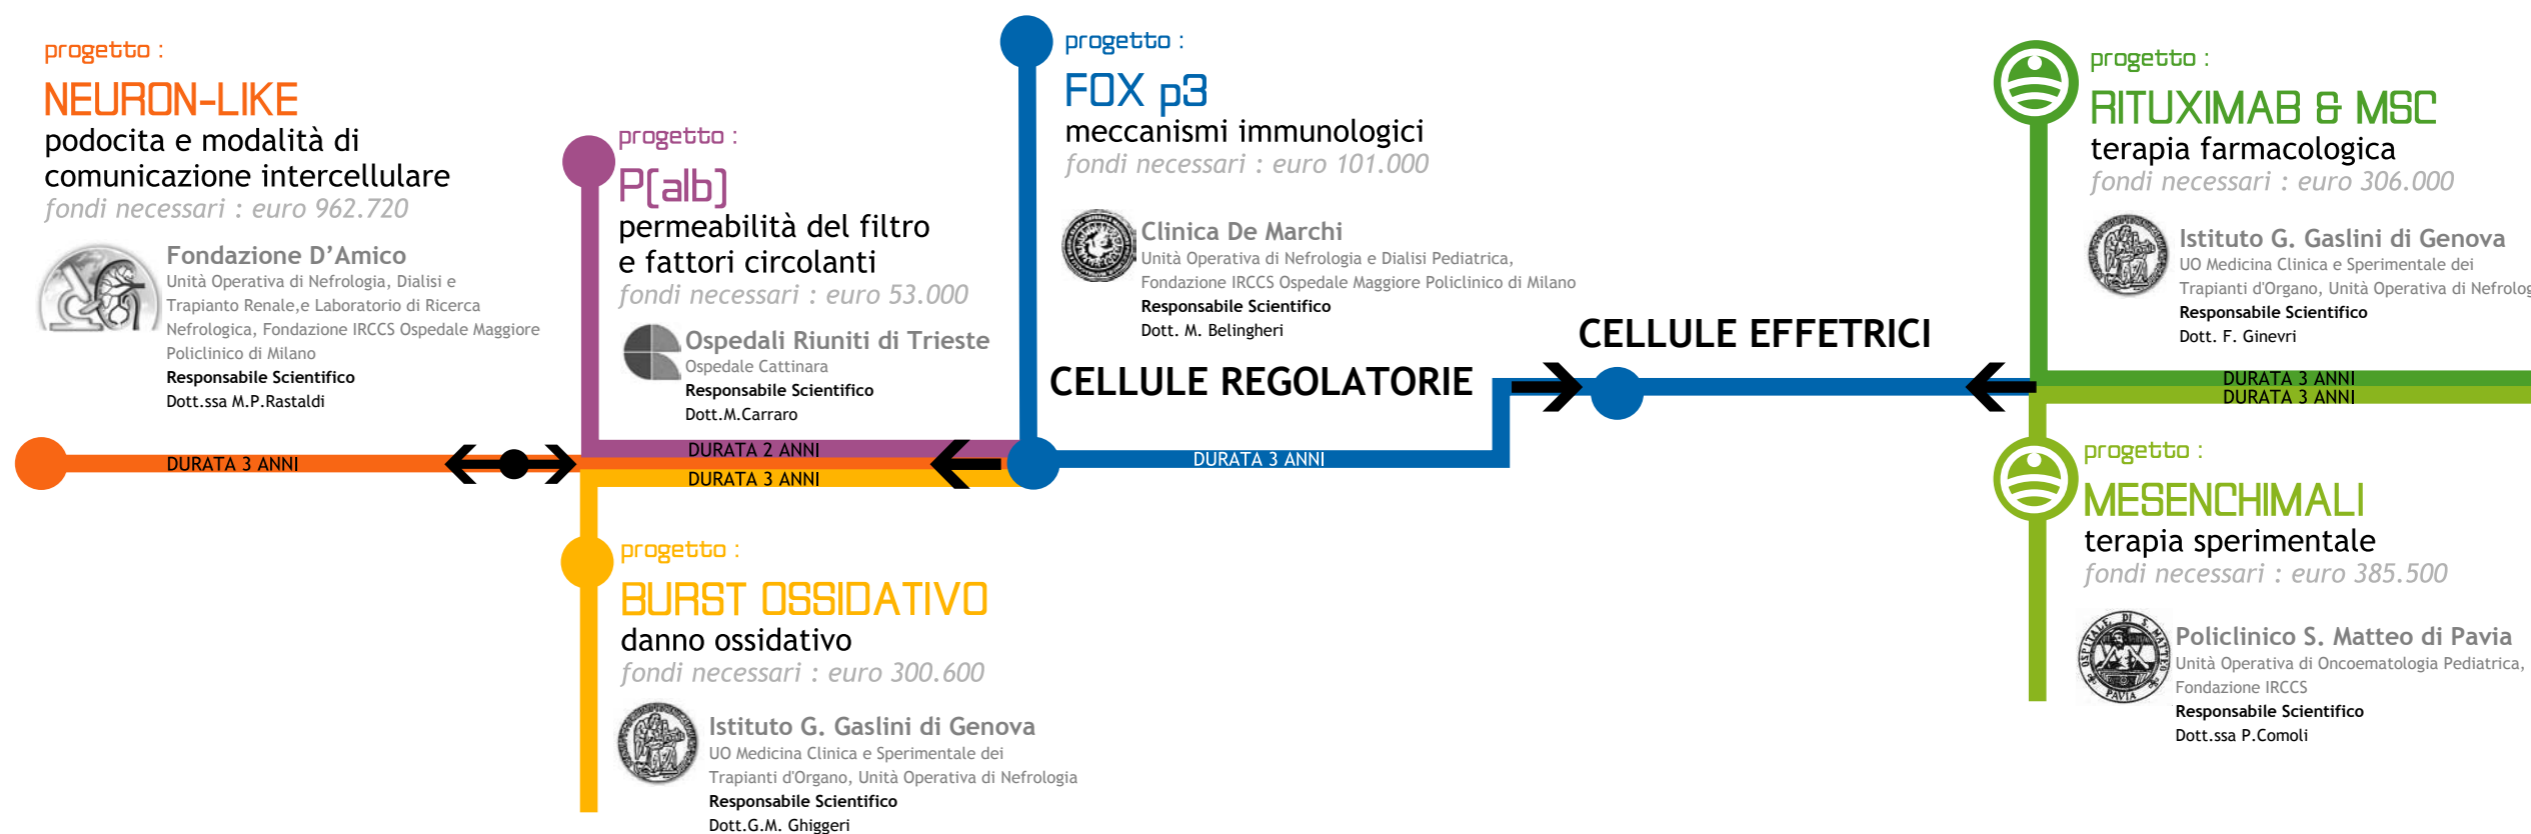 progetto :
NEURON-LIKE
podocita e modalità di
comunicazione intercellulare
fondi necessari : euro 962.720
Fondazione D'Amico
Unità Operativa di Nefrologia, Dialisi e
Trapianto Renale,e Laboratorio di Ricerca
Nefrologica, Fondazione IRCCS Ospedale Maggiore
Policlinico di Milano
Responsabile Scientifico
Dott.ssa M.P.Rastaldi
DURATA 3 ANNI
progetto :
P(alb)
permeabilità del filtro
e fattori circolanti
fondi necessari : euro 53.000
Ospedali Riuniti di Trieste
Ospedale Cattinara
Responsabile Scientifico
Dott.M.Carraro
DURATA 2 ANNI
DURATA 3 ANNI
progetto :
BURST OSSIDATIVO
danno ossidativo
fondi necessari : euro 300.600
Istituto G. Gaslini di Genova
UO Medicina Clinica e Sperimentale dei
Trapianti d'Organo, Unità Operativa di Nefrologia
Responsabile Scientifico
Dott.G.M. Ghiggeri
progetto :
FOX p3
meccanismi immunologici
fondi necessari : euro 101.000
Clinica De Marchi
Unità Operativa di Nefrologia e Dialisi Pediatrica,
Fondazione IRCCS Ospedale Maggiore Policlinico di Milano
Responsabile Scientifico
Dott. M. Belingheri
CELLULE REGOLATORIE
DURATA 3 ANNI
CELLULE EFFETRICI
progetto :
RITUXIMAB & MSC
terapia farmacologica
fondi necessari : euro 306.000
Istituto G. Gaslini di Genova
UO Medicina Clinica e Sperimentale dei
Trapianti d'Organo, Unità Operativa di Nefrolog
Responsabile Scientifico
Dott. F. Ginevri
DURATA 3 ANNI
DURATA 3 ANNI
progetto :
MESENCHIMALI
terapia sperimentale
fondi necessari : euro 385.500
OSPITALE DI S. MATTEO
PAVIA
Policlinico S. Matteo di Pavia
Unità Operativa di Oncoematologia Pediatrica,
Fondazione IRCCS
Responsabile Scientifico
Dott.ssa P.Comoli